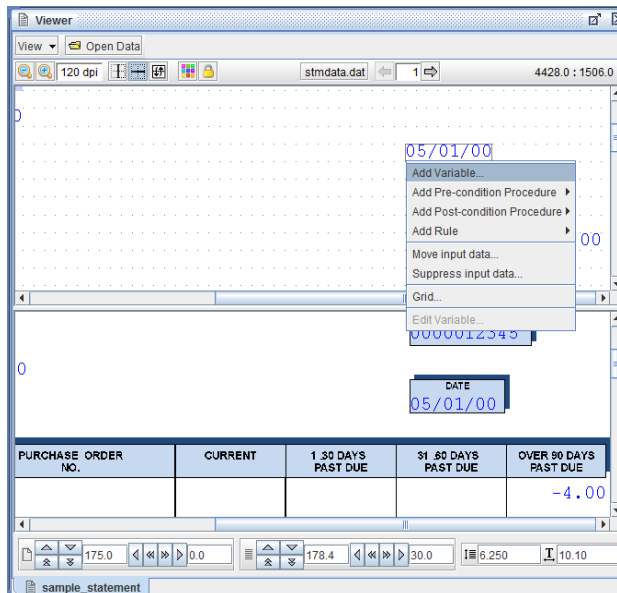 Viewer
View Open Data
120 dpi stmdata.dat 1 4428.0 : 1506.0
0
05/01/00
Add Variable...
Add Pre-condition Procedure
Add Post-condition Procedure
Add Rule
00
Move input data...
Suppress input data...
Grid...
Edit Variable...
0000012345
0
DATE
05/01/00
PURCHASE ORDER NO. CURRENT 1 30 DAYS PAST DUE 31 60 DAYS PAST DUE OVER 90 DAYS PAST DUE
-4.00
175.0 0.0 178.4 30.0 6.250 T 10.10
sample_statement